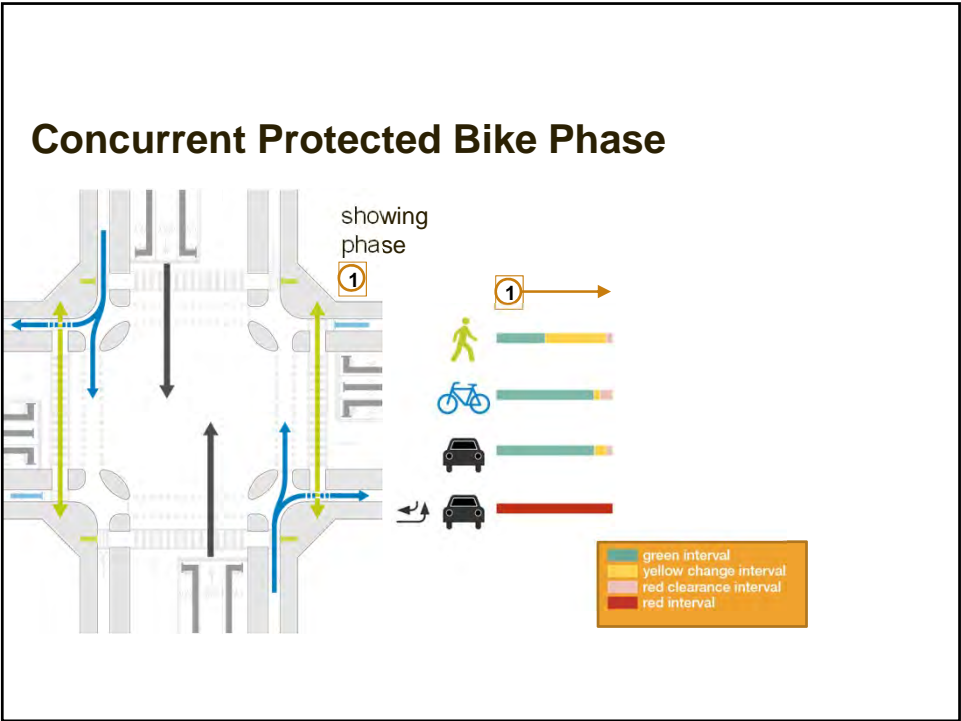 Concurrent Protected Bike Phase
showing
phase
1
1
green interval
yellow change interval
red clearance interval
red interval